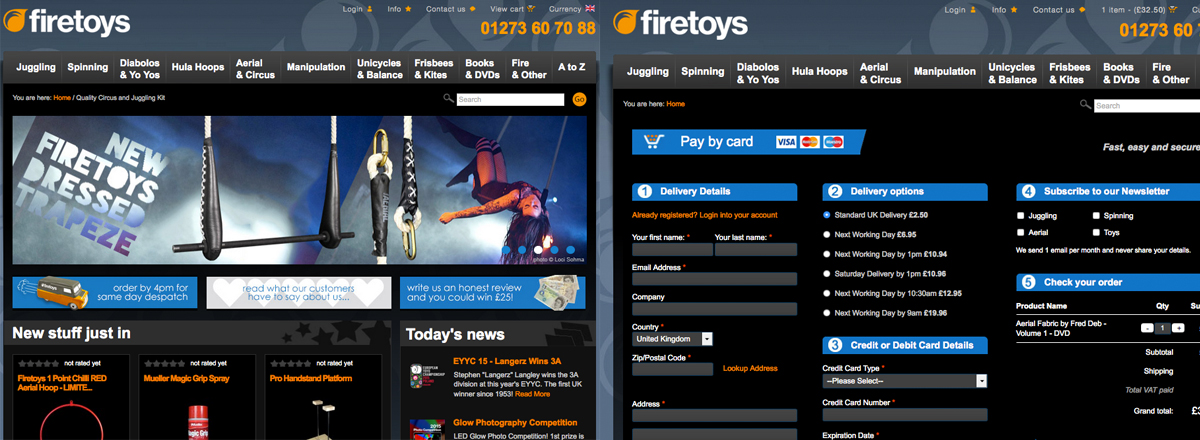 firetoys
Login
Info
Contact us
View cart
Currency
01273 60 70 88
Juggling
Spinning
Diabolos
& Yo Yos
Hula Hoops
Aerial
& Circus
Manipulation
Unicycles
& Balance
Frisbees
& Kites
Books
& DVDs
Fire
& Other
A to Z
You are here: Home / Quality Circus and Juggling Kit
Search
Go
NEW
FIRETOYS
DRESSED
TRAPEZE
photo © Loci Sohma
order by 4pm for
same day despatch
read what our customers
have to say about us...
write us an honest review
and you could win £25!
New stuff just in
not rated yet
Firetoys 1 Point Chilli RED
Aerial Hoop - LIMITE...
not rated yet
Mueller Magic Grip Spray
not rated yet
Pro Handstand Platform
Today's news
EYYC 15 - Langerz Wins 3A
Stephen "Langerz" Langley wins the 3A
division at year's EYYC. The first UK
winner since 1953! Read More
Glow Photography Competition
LED Glow Photo Competition! 1st prize is
firetoys
Login
Info
Contact us
1 item - (£32.50)
01273 60
Juggling
Spinning
Diabolos
& Yo Yos
Hula Hoops
Aerial
& Circus
Manipulation
Unicycles
& Balance
Frisbees
& Kites
Books
& DVDs
Fire
& Other
You are here: Home
Search
Pay by card
VISA
Fast, easy and secure
1 Delivery Details
Already registered? Login into your account
Your first name: *
Your last name: *
Email Address *
Company
Country *
United Kingdom
Zip/Postal Code *
Lookup Address
Address *
2 Delivery options
Standard UK Delivery £2.50
Next Working Day £6.95
Next Working Day by 1pm £10.94
Saturday Delivery by 1pm £10.96
Next Working Day by 10:30am £12.95
Next Working Day by 9am £19.96
3 Credit or Debit Card Details
Credit Card Type *
--Please Select--
Credit Card Number *
Expiration Date *
4 Subscribe to our Newsletter
Juggling
Spinning
Aerial
Toys
We send 1 email per month and never share your details.
5 Check your order
Product Name
Qty
Su
Aerial Fabric by Fred Deb -
Volume 1 - DVD
- 1 +
Subtotal
Shipping
Total VAT paid
Grand total:
£3